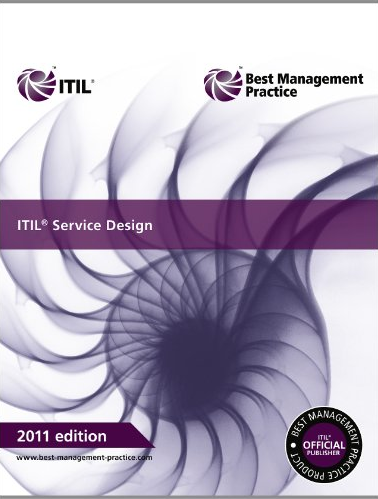 ITIL®
Best Management
Practice
ITIL® Service Design
2011 edition
www.best-management-practice.com
BEST MANAGEMENT PRACTICE PRODUCT
ITIL®
OFFICIAL
PUBLISHER